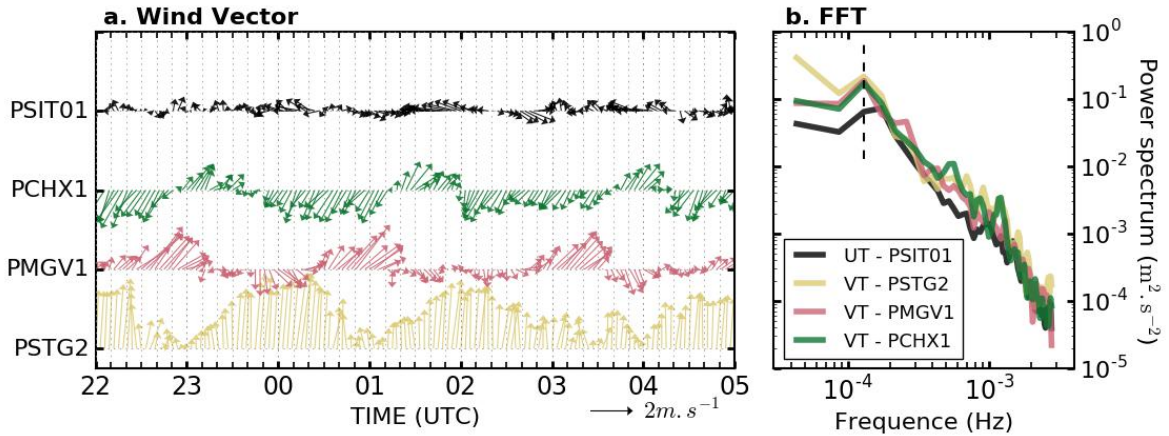 a. Wind Vector
PSIT01
PCHX1
PMGV1
PSTG2
22 23 00 01 02 03 04 05
TIME (UTC)
2m.s⁻¹
b. FFT
10⁰
10⁻¹
10⁻²
10⁻³
10⁻⁴
10⁻⁵
Power spectrum (m².s⁻²)
UT - PSIT01
VT - PSTG2
VT - PMGV1
VT - PCHX1
10⁻⁴ 10⁻³
Frequence (Hz)